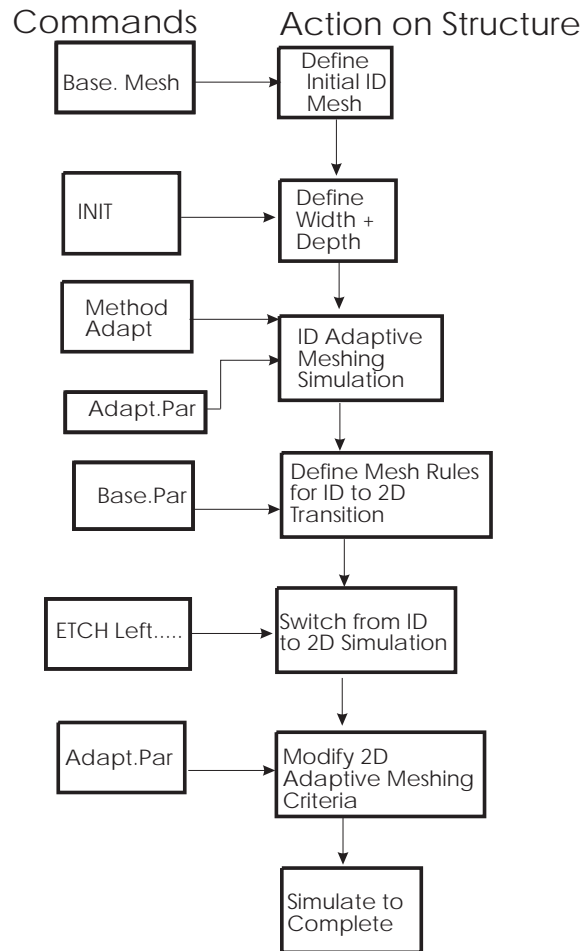 Commands
Action on Structure
Base. Mesh
Define
Initial ID
Mesh
INIT
Define
Width +
Depth
Method
Adapt
ID Adaptive
Meshing
Simulation
Adapt.Par
Base.Par
Define Mesh Rules
for ID to 2D
Transition
ETCH Left.....
Switch from ID
to 2D Simulation
Adapt.Par
Modify 2D
Adaptive Meshing
Criteria
Simulate to
Complete